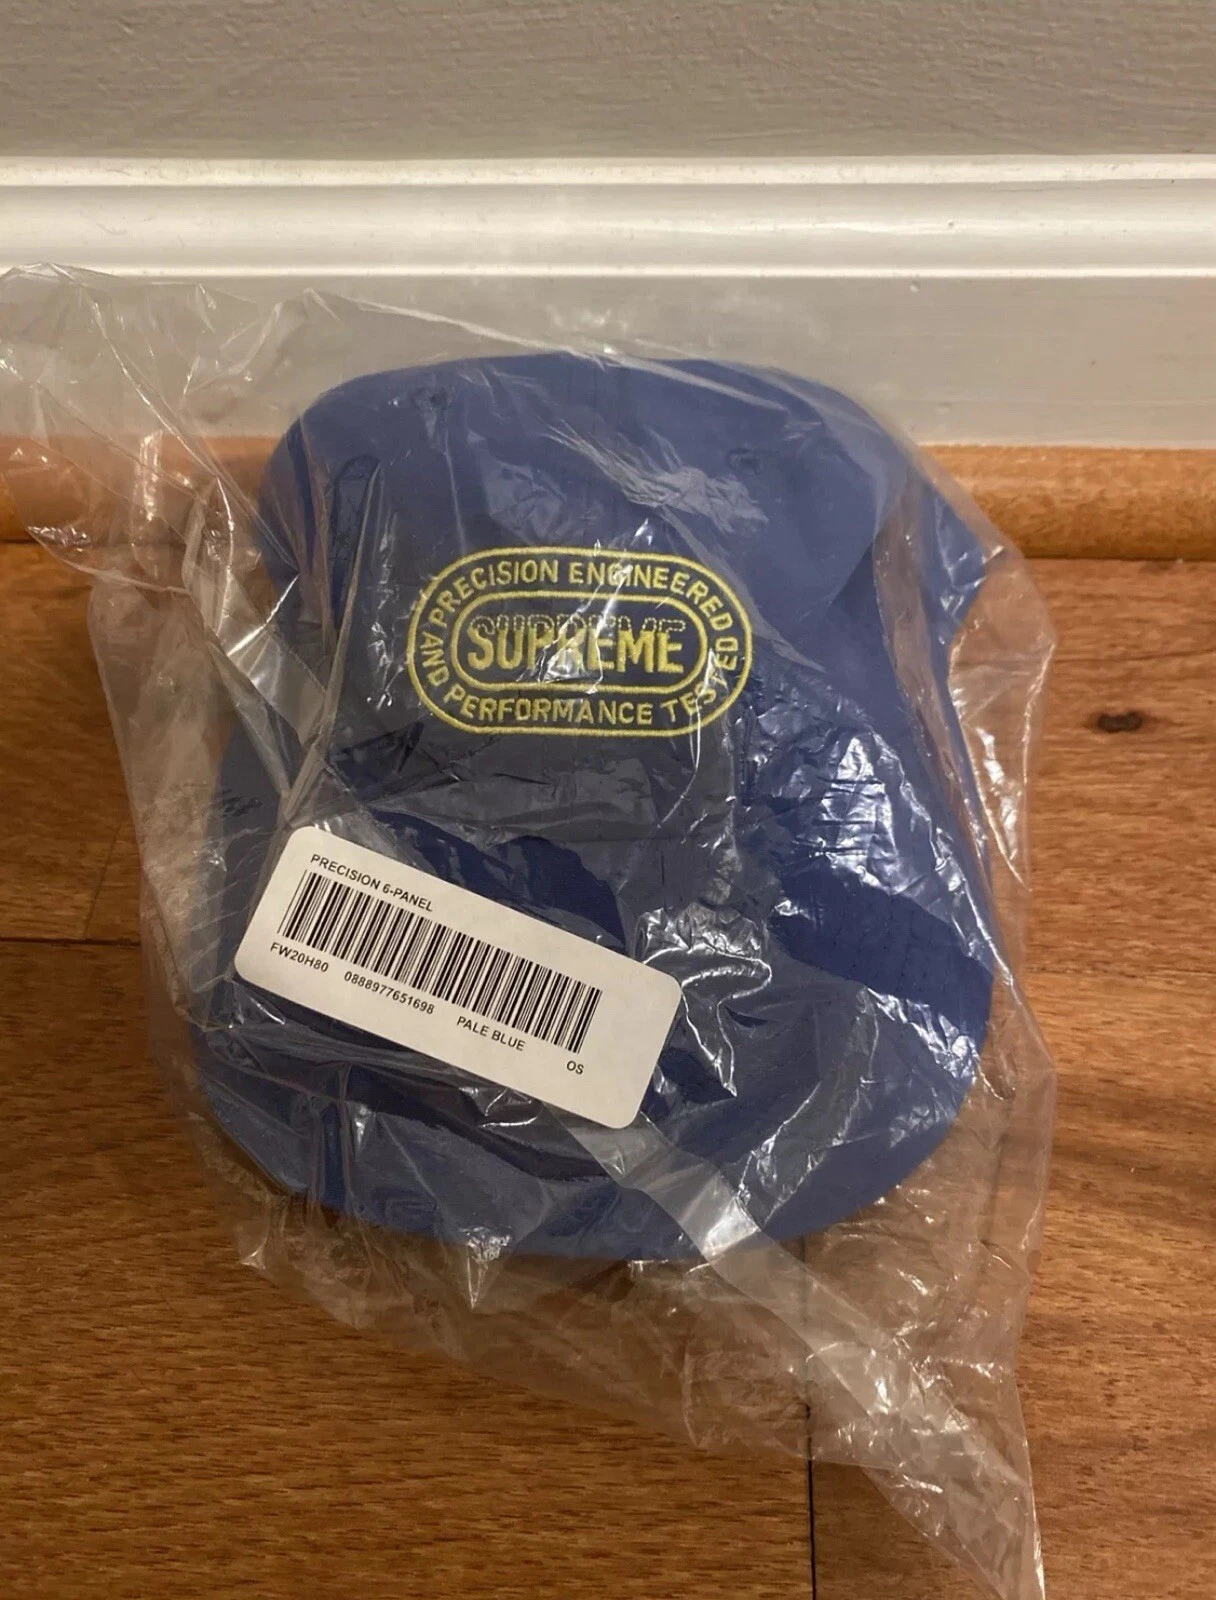 PRECISION ENGINEERED
AND PERFORMANCE TESTED
SUPREME
PRECISION 6-PANEL
FW20H80 0888977651698 PALE BLUE OS